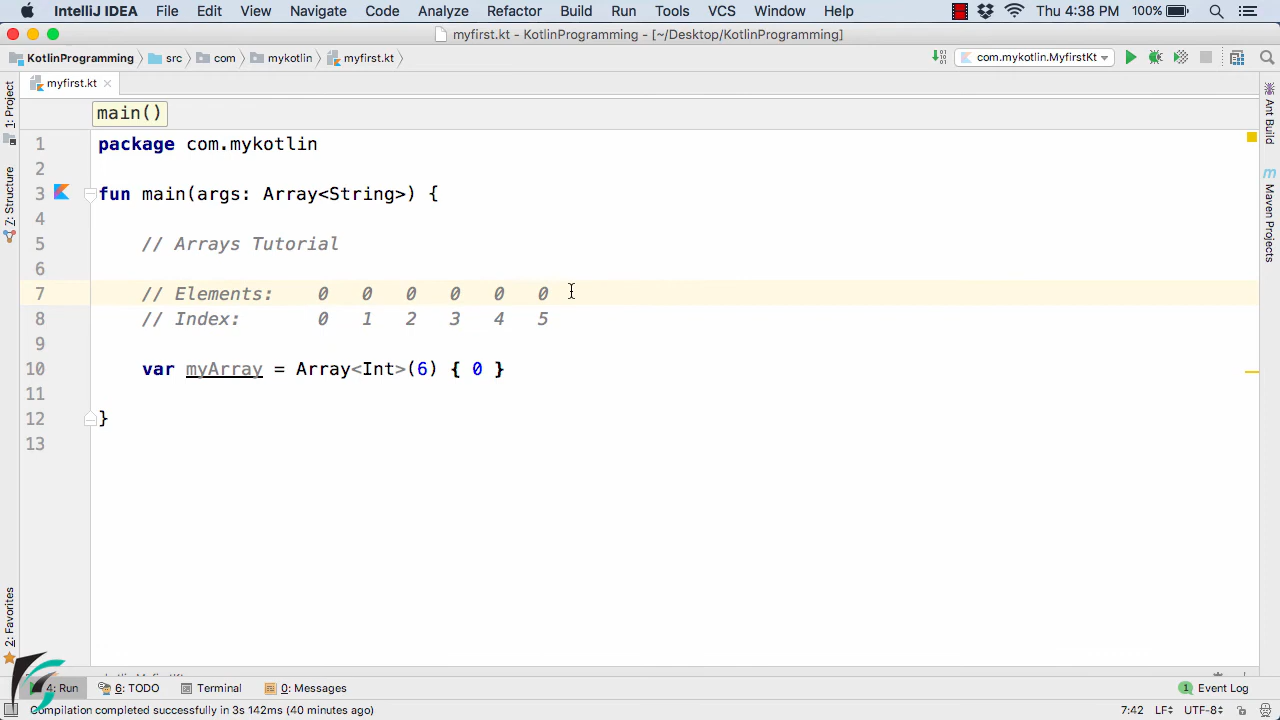 IntelliJ IDEA File Edit View Navigate Code Analyze Refactor Build Run Tools VCS Window Help Thu 4:38 PM 100%
myfirst.kt - KotlinProgramming - [~/Desktop/KotlinProgramming]
KotlinProgramming src com mykotlin myfirst.kt com.mykotlin.MyfirstKt
myfirst.kt
main()
1 package com.mykotlin
2
3 fun main(args: Array<String>) {
4
5 // Arrays Tutorial
6
7 // Elements: 0 0 0 0 0 0
8 // Index: 0 1 2 3 4 5
9
10 var myArray = Array<Int>(6) { 0 }
11
12 }
13
1: Project
7: Structure
2: Favorites
Ant Build
m
Maven Projects
4: Run 6: TODO Terminal 0: Messages 1 Event Log
Compilation completed successfully in 3s 142ms (40 minutes ago) 7:42 LF UTF-8